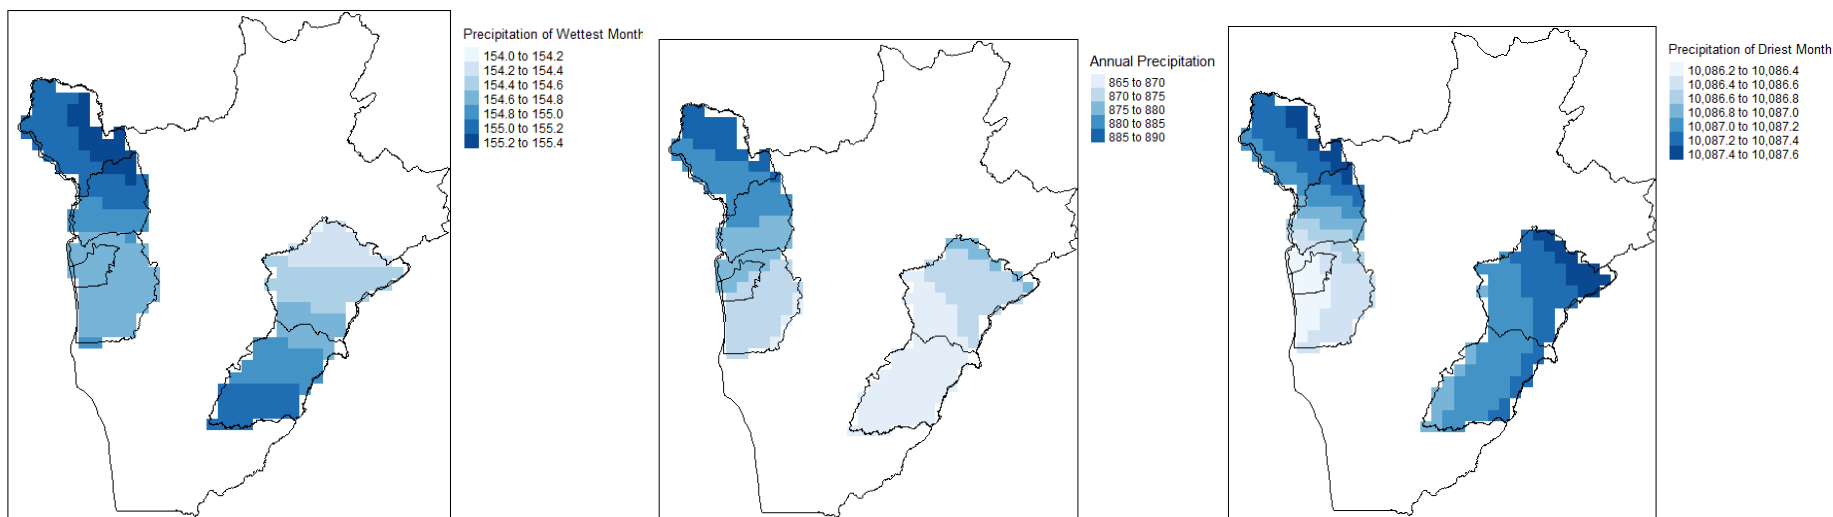 Precipitation of Wettest Month
154.0 to 154.2
154.2 to 154.4
154.4 to 154.6
154.6 to 154.8
154.8 to 155.0
155.0 to 155.2
155.2 to 155.4
Annual Precipitation
865 to 870
870 to 875
875 to 880
880 to 885
885 to 890
Precipitation of Driest Month
10,086.2 to 10,086.4
10,086.4 to 10,086.6
10,086.6 to 10,086.8
10,086.8 to 10,087.0
10,087.0 to 10,087.2
10,087.2 to 10,087.4
10,087.4 to 10,087.6